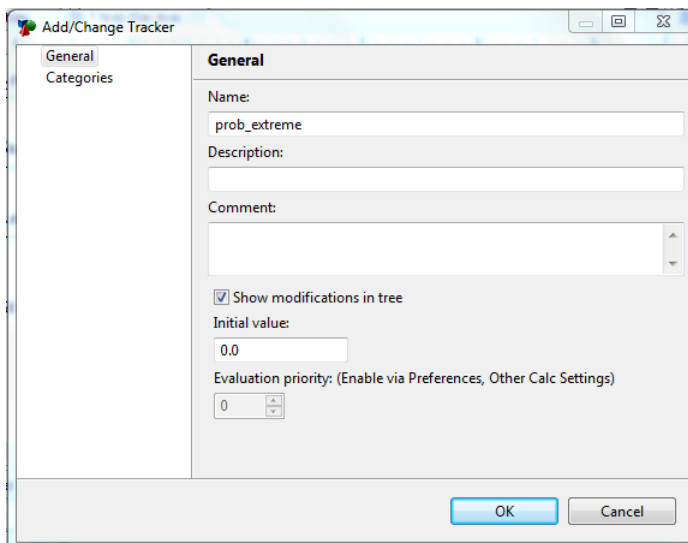 Add/Change Tracker
General
Categories
General
Name:
prob_extreme
Description:
Comment:
Show modifications in tree
Initial value:
0.0
Evaluation priority: (Enable via Preferences, Other Calc Settings)
0
OK
Cancel